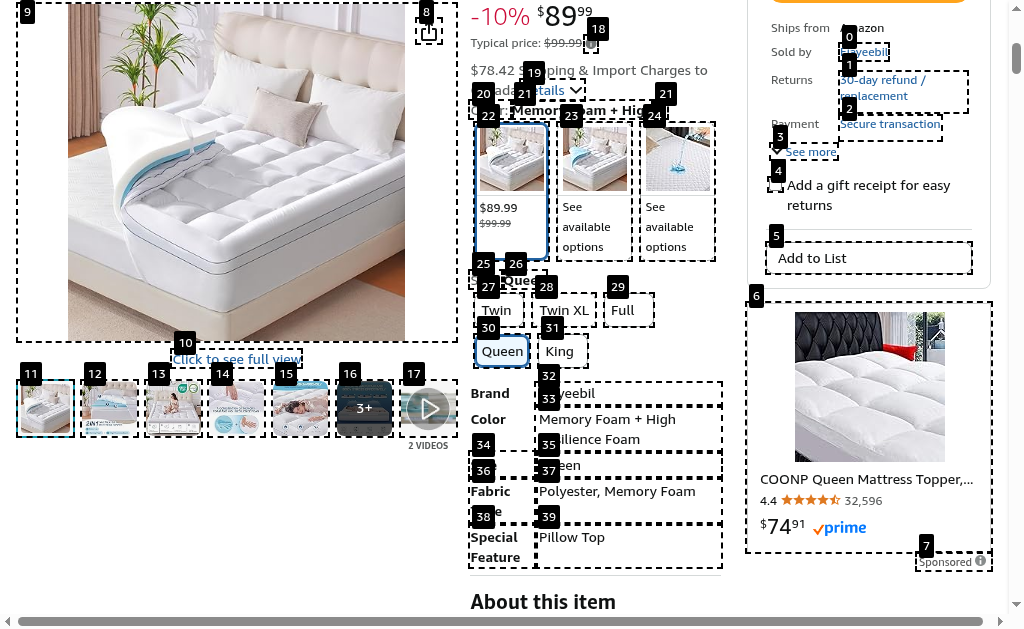 -10% $89.99
Typical price: $99.99
$78.42 Shipping & Import Charges to
Details
Memory Foam + High
$89.99
$99.99
See
available
options
See
available
options
Queen
Twin
Twin XL
Full
Queen
King
Brand
Color
Memory Foam + High
Resilience Foam
Queen
Fabric
Polyester, Memory Foam
Special
Feature
Pillow Top
About this item
Click to see full view
3+
2 VIDEOS
Ships from
Amazon
Sold by
Elayeebil
Returns
30-day refund /
replacement
Payment
Secure transaction
See more
Add a gift receipt for easy
returns
Add to List
COONP Queen Mattress Topper,...
4.4
32,596
$74.91
prime
Sponsored
0
1
2
3
4
5
6
7
8
9
10
11
12
13
14
15
16
17
18
19
20
21
21
22
23
24
25
26
27
28
29
30
31
32
33
34
35
36
37
38
39